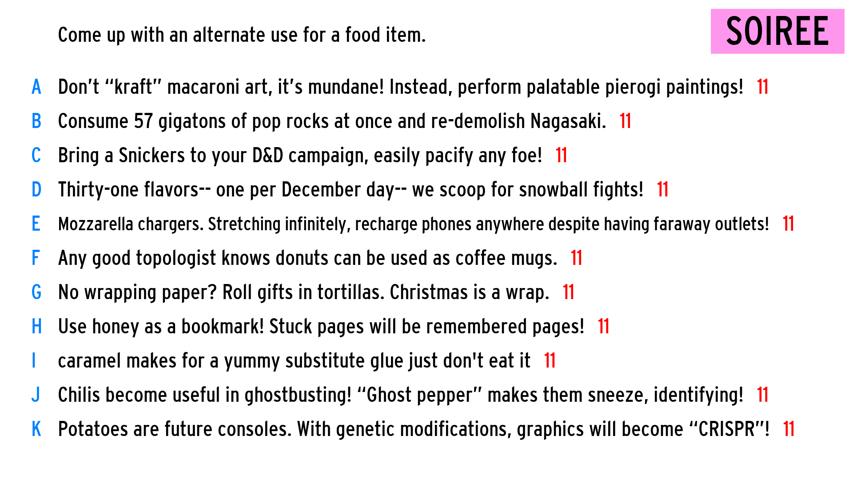 Come up with an alternate use for a food item.
SOIREE
A Don't “kraft” macaroni art, it's mundane! Instead, perform palatable pierogi paintings! 11
B Consume 57 gigatons of pop rocks at once and re-demolish Nagasaki. 11
C Bring a Snickers to your D&D campaign, easily pacify any foe! 11
D Thirty-one flavors-- one per December day-- we scoop for snowball fights! 11
E Mozzarella chargers. Stretching infinitely, recharge phones anywhere despite having faraway outlets! 11
F Any good topologist knows donuts can be used as coffee mugs. 11
G No wrapping paper? Roll gifts in tortillas. Christmas is a wrap. 11
H Use honey as a bookmark! Stuck pages will be remembered pages! 11
I caramel makes for a yummy substitute glue just don't eat it 11
J Chilis become useful in ghostbusting! “Ghost pepper” makes them sneeze, identifying! 11
K Potatoes are future consoles. With genetic modifications, graphics will become “CRISPR”! 11